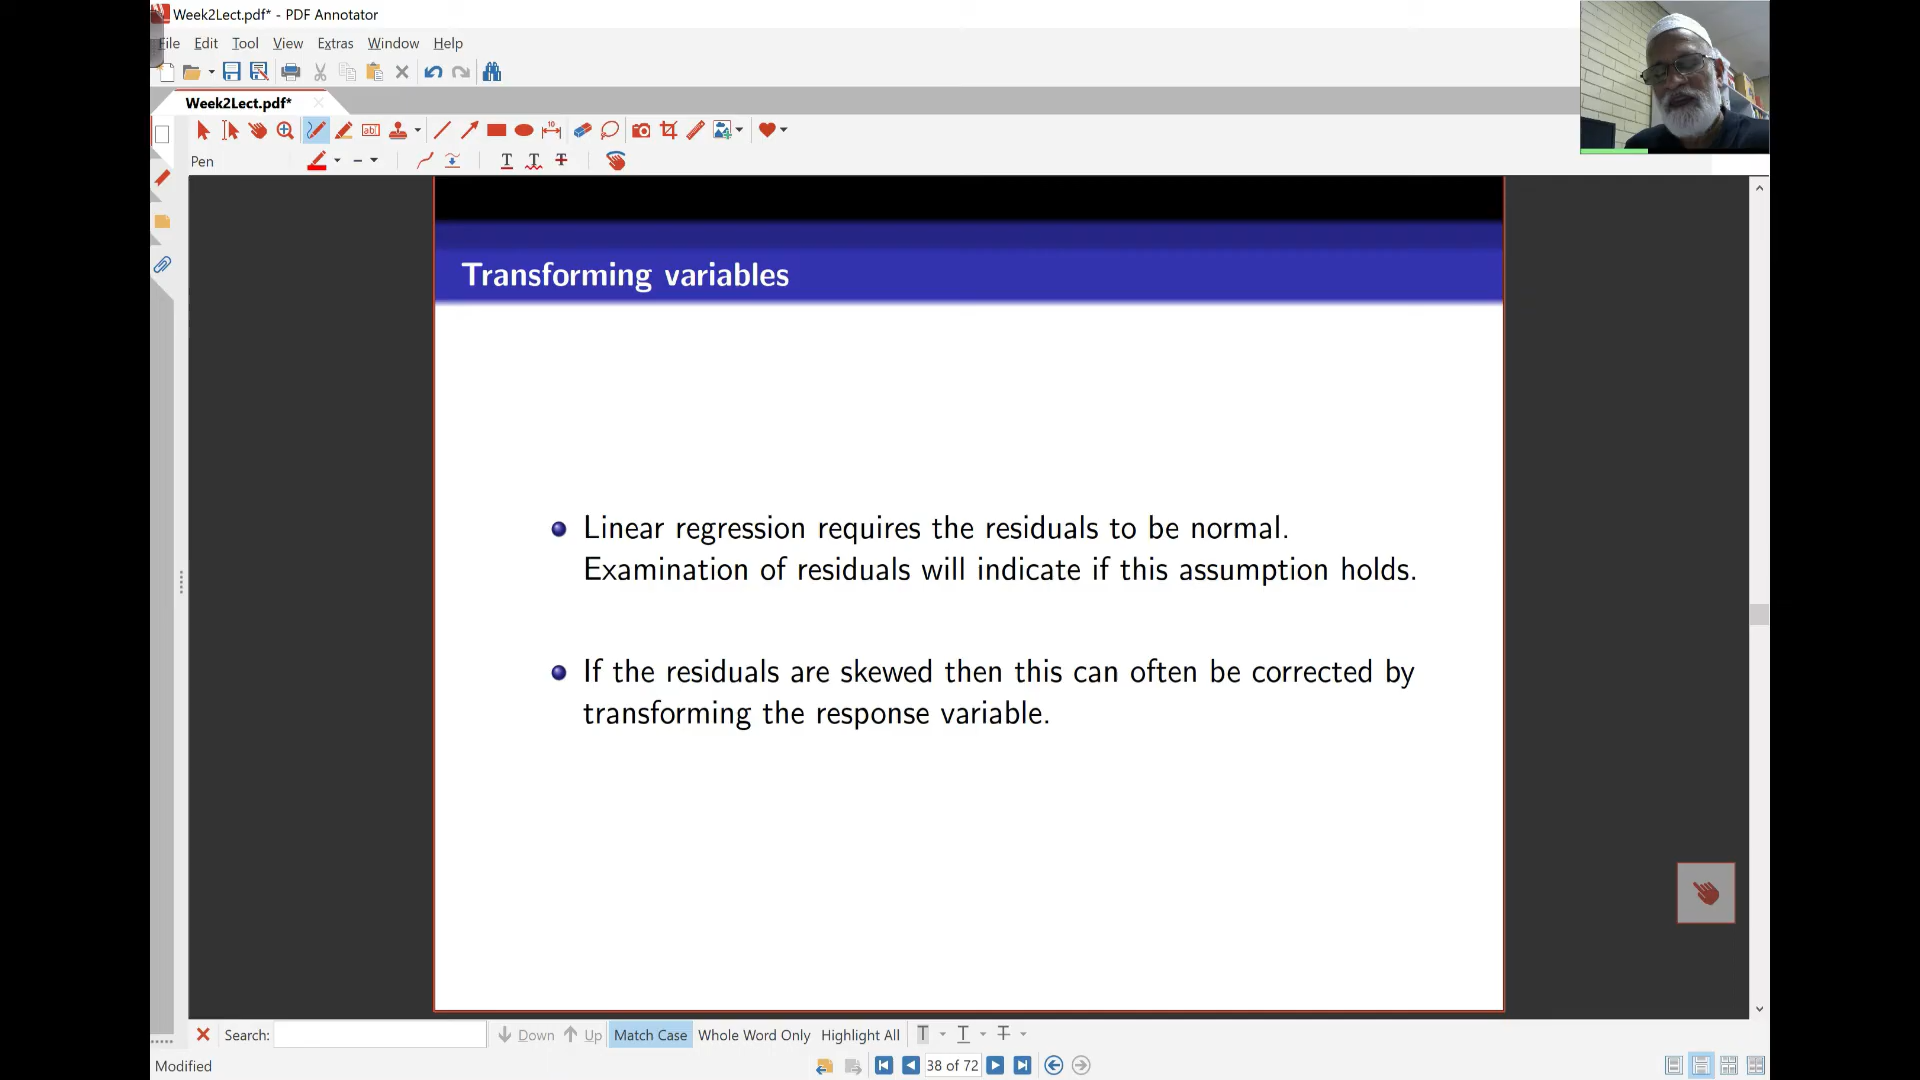 Week2Lect.pdf* - PDF Annotator
File Edit Tool View Extras Window Help
Week2Lect.pdf*
Pen
Transforming variables
Linear regression requires the residuals to be normal.
Examination of residuals will indicate if this assumption holds.
If the residuals are skewed then this can often be corrected by
transforming the response variable.
Search: Down Up Match Case Whole Word Only Highlight All
Modified 38 of 72